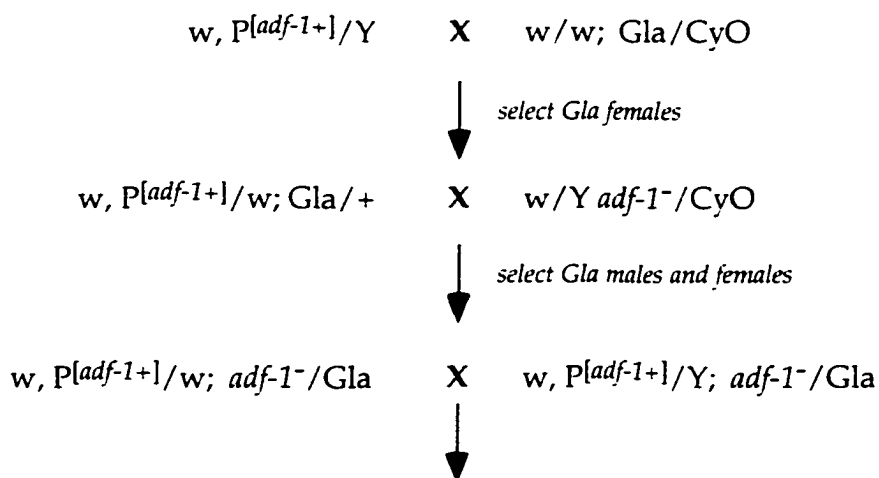 w, P[adf-1+]/Y X w/w; Gla/CyO
select Gla females
w, P[adf-1+]/w; Gla/+ X w/Y adf-1-/CyO
select Gla males and females
w, P[adf-1+]/w; adf-1-/Gla X w, P[adf-1+]/Y; adf-1-/Gla